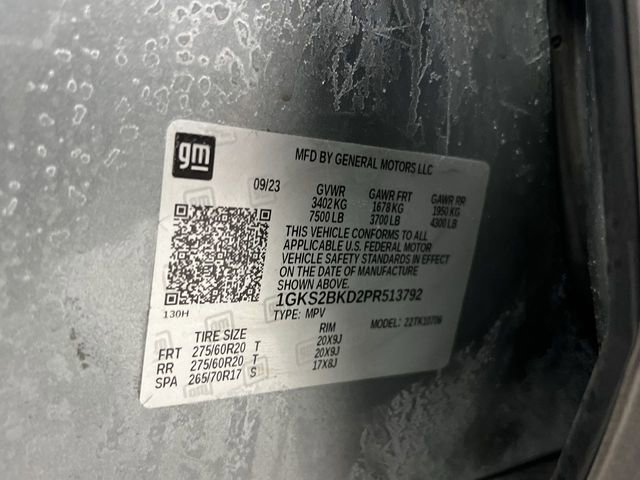 gm
MFD BY GENERAL MOTORS LLC
09/23 GVWR GAWR FRT GAWR RR
3402 KG 1678 KG 1950 KG
7500 LB 3700 LB 4300 LB
THIS VEHICLE CONFORMS TO ALL
APPLICABLE U.S. FEDERAL MOTOR
VEHICLE SAFETY STANDARDS IN EFFECT
ON THE DATE OF MANUFACTURE
SHOWN ABOVE.
1GKS2BKD2PR513792
130H TYPE: MPV MODEL: 22TK10706
TIRE SIZE RIM
FRT 275/60R20 T 20X9J
RR 275/60R20 T 20X9J
SPA 265/70R17 S 17X8J